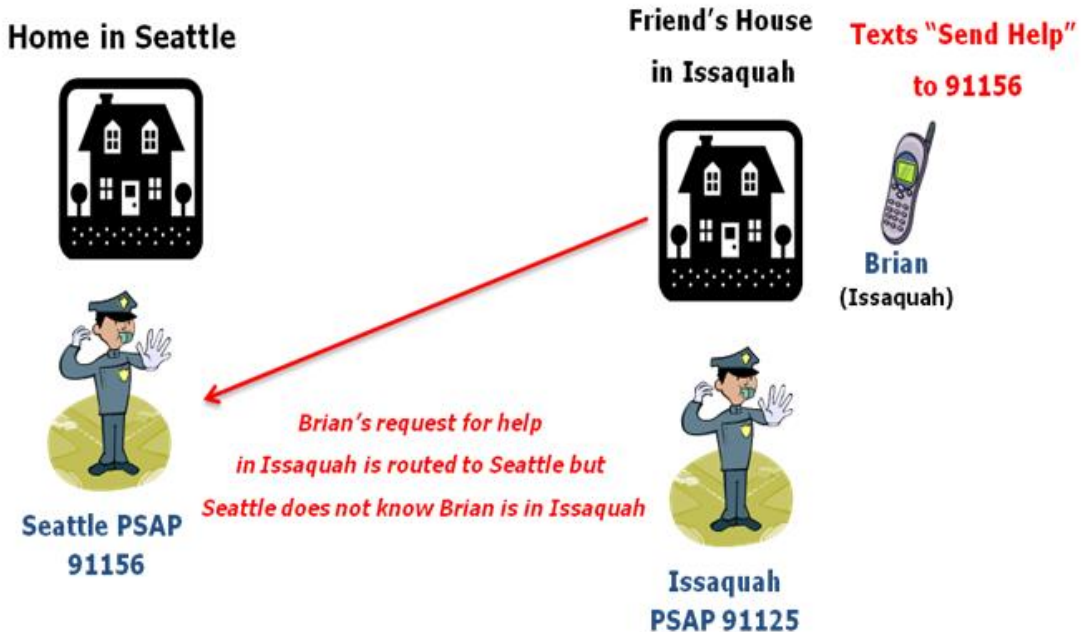 Home in Seattle
Friend's House
in Issaquah
Texts “Send Help”
to 91156
Brian
(Issaquah)
Brian's request for help
in Issaquah is routed to Seattle but
Seattle does not know Brian is in Issaquah
Seattle PSAP
91156
Issaquah
PSAP 91125